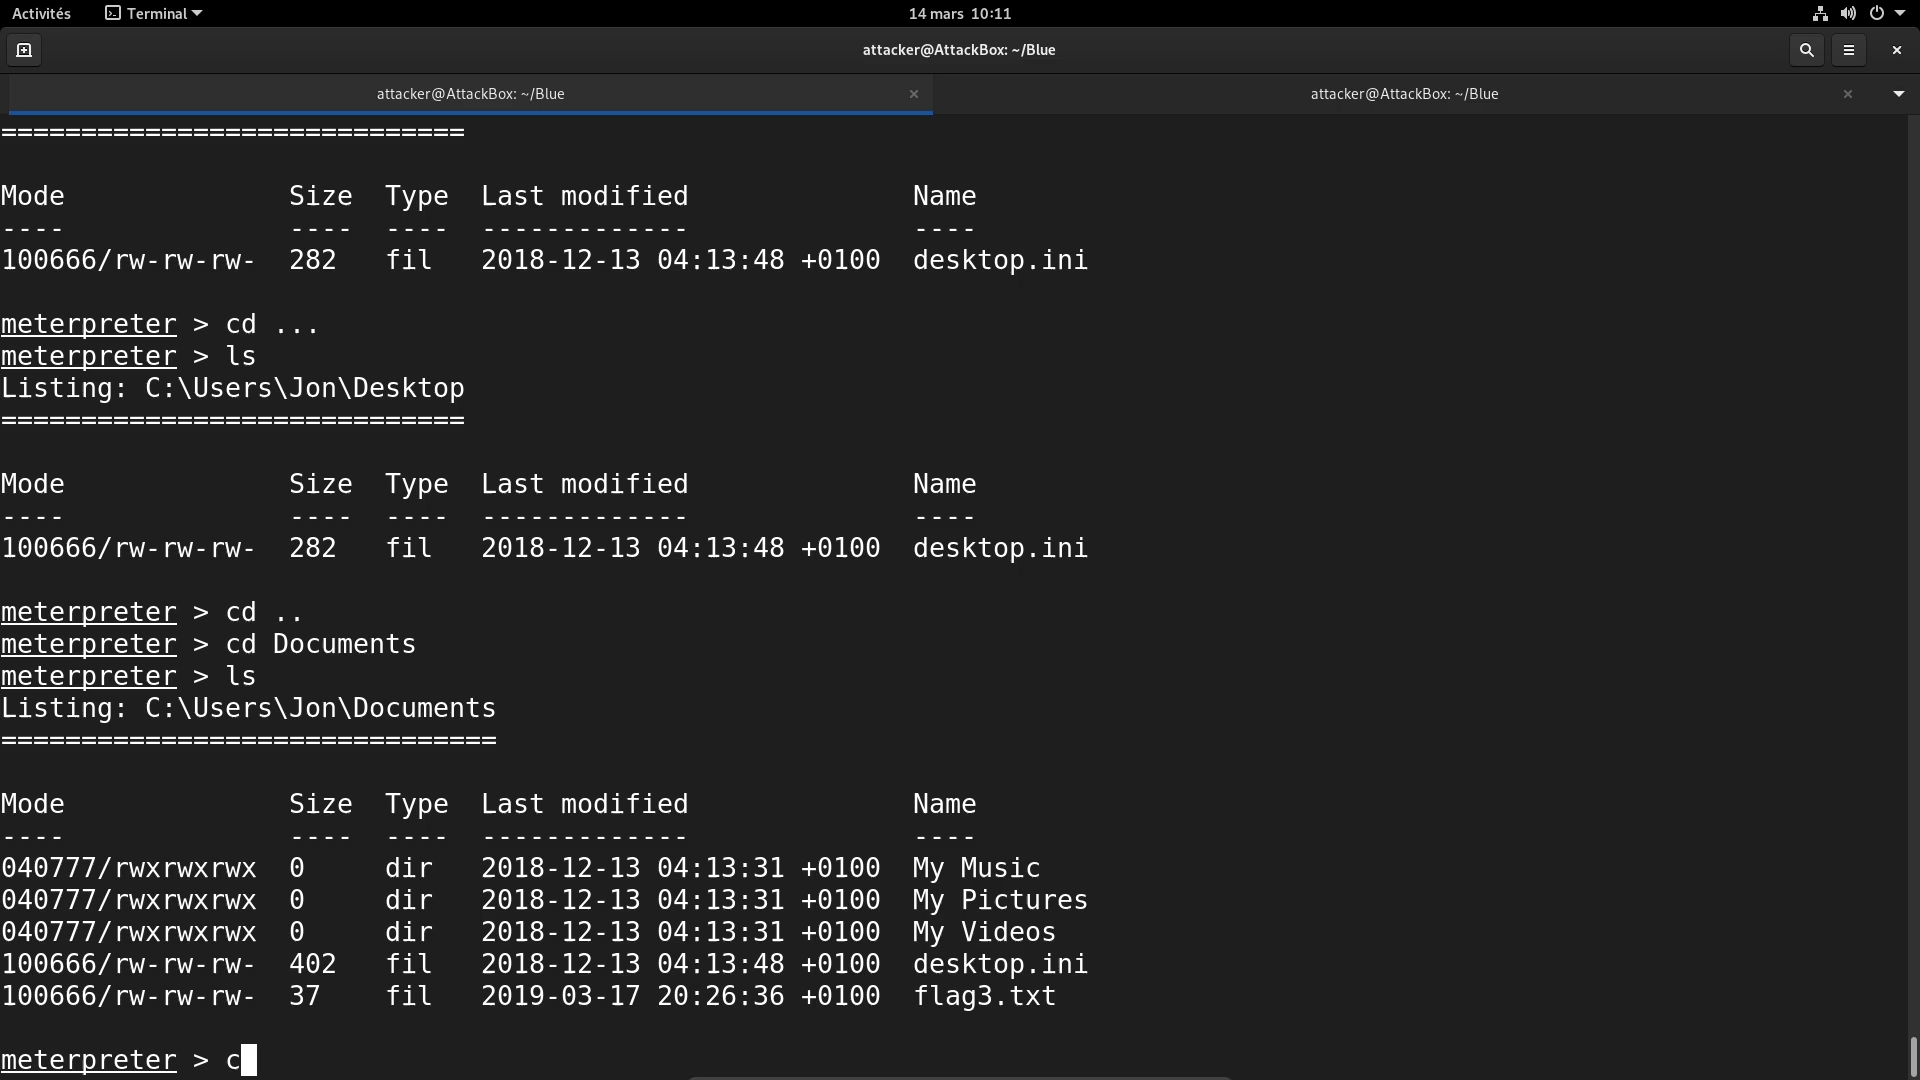 Activités Terminal 14 mars 10:11
attacker@AttackBox: ~/Blue
attacker@AttackBox: ~/Blue attacker@AttackBox: ~/Blue
=============================
Mode Size Type Last modified Name
---- ---- ---- ------------- ----
100666/rw-rw-rw- 282 fil 2018-12-13 04:13:48 +0100 desktop.ini
meterpreter > cd ...
meterpreter > ls
Listing: C:\Users\Jon\Desktop
=============================
Mode Size Type Last modified Name
---- ---- ---- ------------- ----
100666/rw-rw-rw- 282 fil 2018-12-13 04:13:48 +0100 desktop.ini
meterpreter > cd ..
meterpreter > cd Documents
meterpreter > ls
Listing: C:\Users\Jon\Documents
===============================
Mode Size Type Last modified Name
---- ---- ---- ------------- ----
040777/rwxrwxrwx 0 dir 2018-12-13 04:13:31 +0100 My Music
040777/rwxrwxrwx 0 dir 2018-12-13 04:13:31 +0100 My Pictures
040777/rwxrwxrwx 0 dir 2018-12-13 04:13:31 +0100 My Videos
100666/rw-rw-rw- 402 fil 2018-12-13 04:13:48 +0100 desktop.ini
100666/rw-rw-rw- 37 fil 2019-03-17 20:26:36 +0100 flag3.txt
meterpreter > c